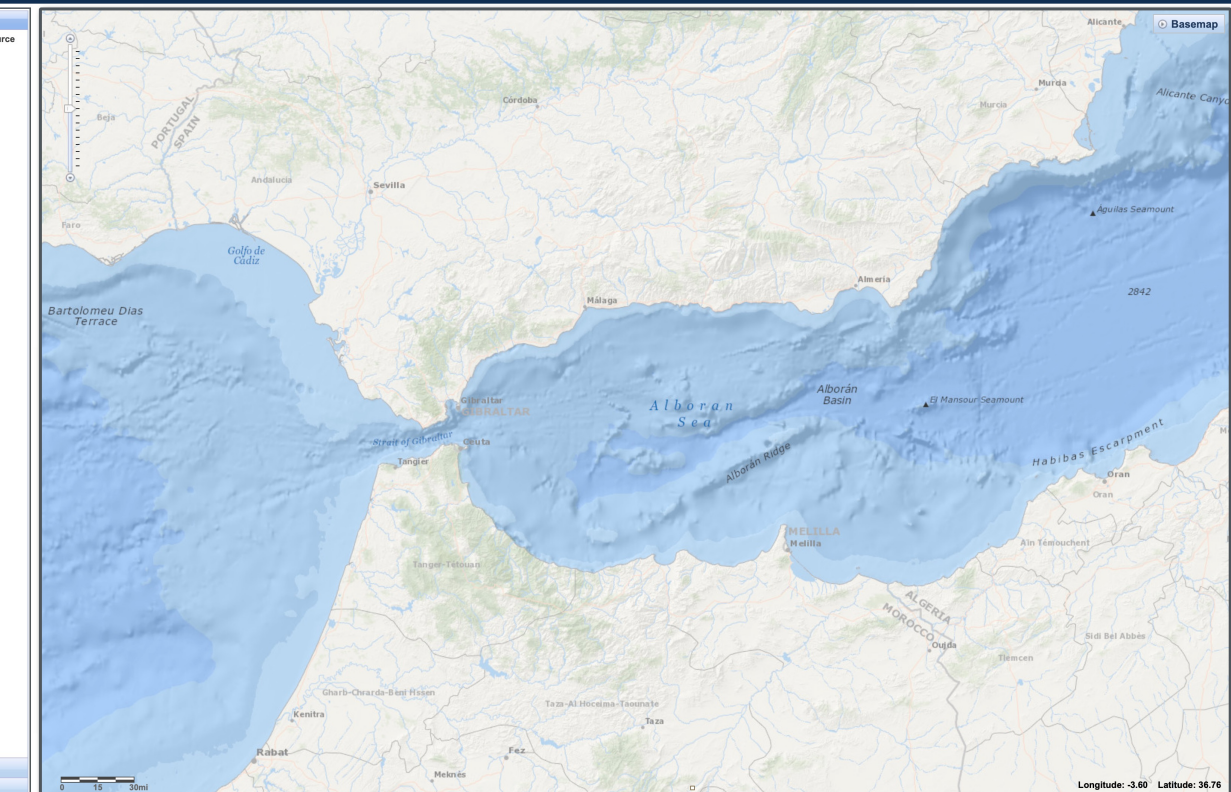 urce
Basemap
Alicante
Murcia
Murcia
Alicante Canyo
Córdoba
Beja
PORTUGAL
SPAIN
Andalucía
Sevilla
Faro
Águilas Seamount
Golfo de
Cádiz
Almería
2842
Málaga
Bartolomeu Dias
Terrace
Alborán
Basin
El Mansour Seamount
Gibraltar
GIBRALTAR
Alboran
Sea
Strait of Gibraltar
Ceuta
Habibas Escarpment
Tangier
Alborán Ridge
Oran
Oran
MELILLA
Melilla
Aïn Témouchent
Tanger-Tétouan
ALGERIA
MOROCCO
Sidi Bel Abbès
Oujda
Tlemcen
Gharb-Chrarda-Béni Hssen
Taza-Al Hoceima-Taounate
Kenitra
Taza
Rabat
Fez
Meknès
0 15 30mi
Longitude: -3.60 Latitude: 36.76